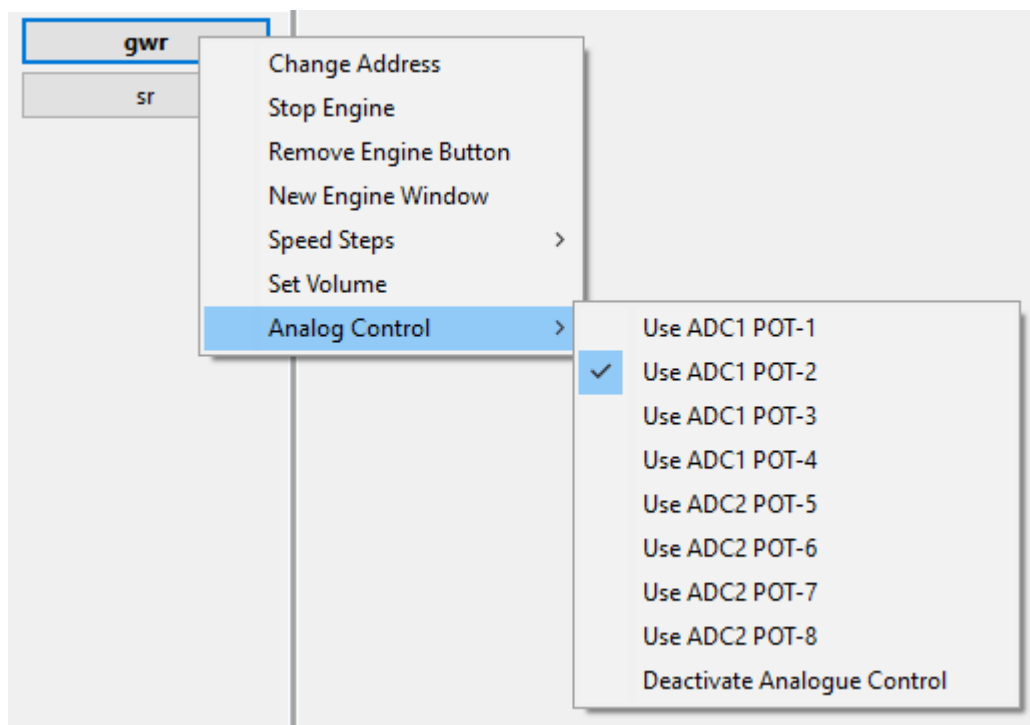 gwr
sr
Change Address
Stop Engine
Remove Engine Button
New Engine Window
Speed Steps
Set Volume
Analog Control
Use ADC1 POT-1
Use ADC1 POT-2
Use ADC1 POT-3
Use ADC1 POT-4
Use ADC2 POT-5
Use ADC2 POT-6
Use ADC2 POT-7
Use ADC2 POT-8
Deactivate Analogue Control